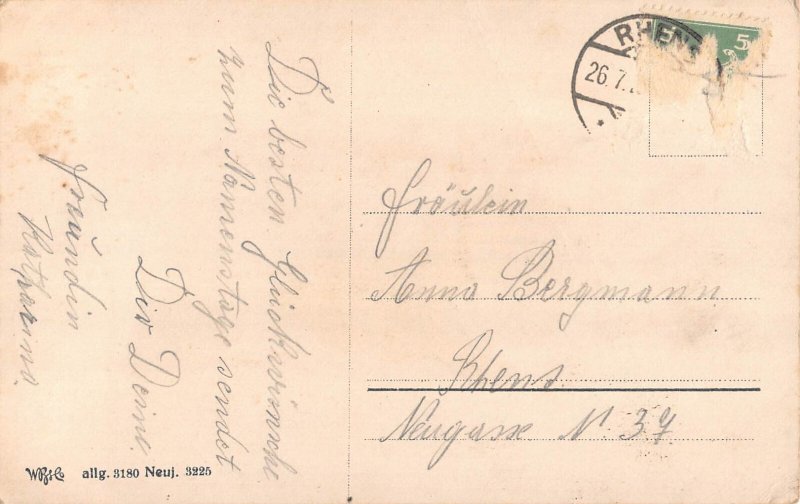 Die besten Glückwünsche
zum Namenstage sendet
Dir Deine
Freundin
Katharina.
RHENS
26.7.
5
Fräulein
Anna Bergmann
Rhens
Neugasse N. 37
allg. 3180 Neuj. 3225